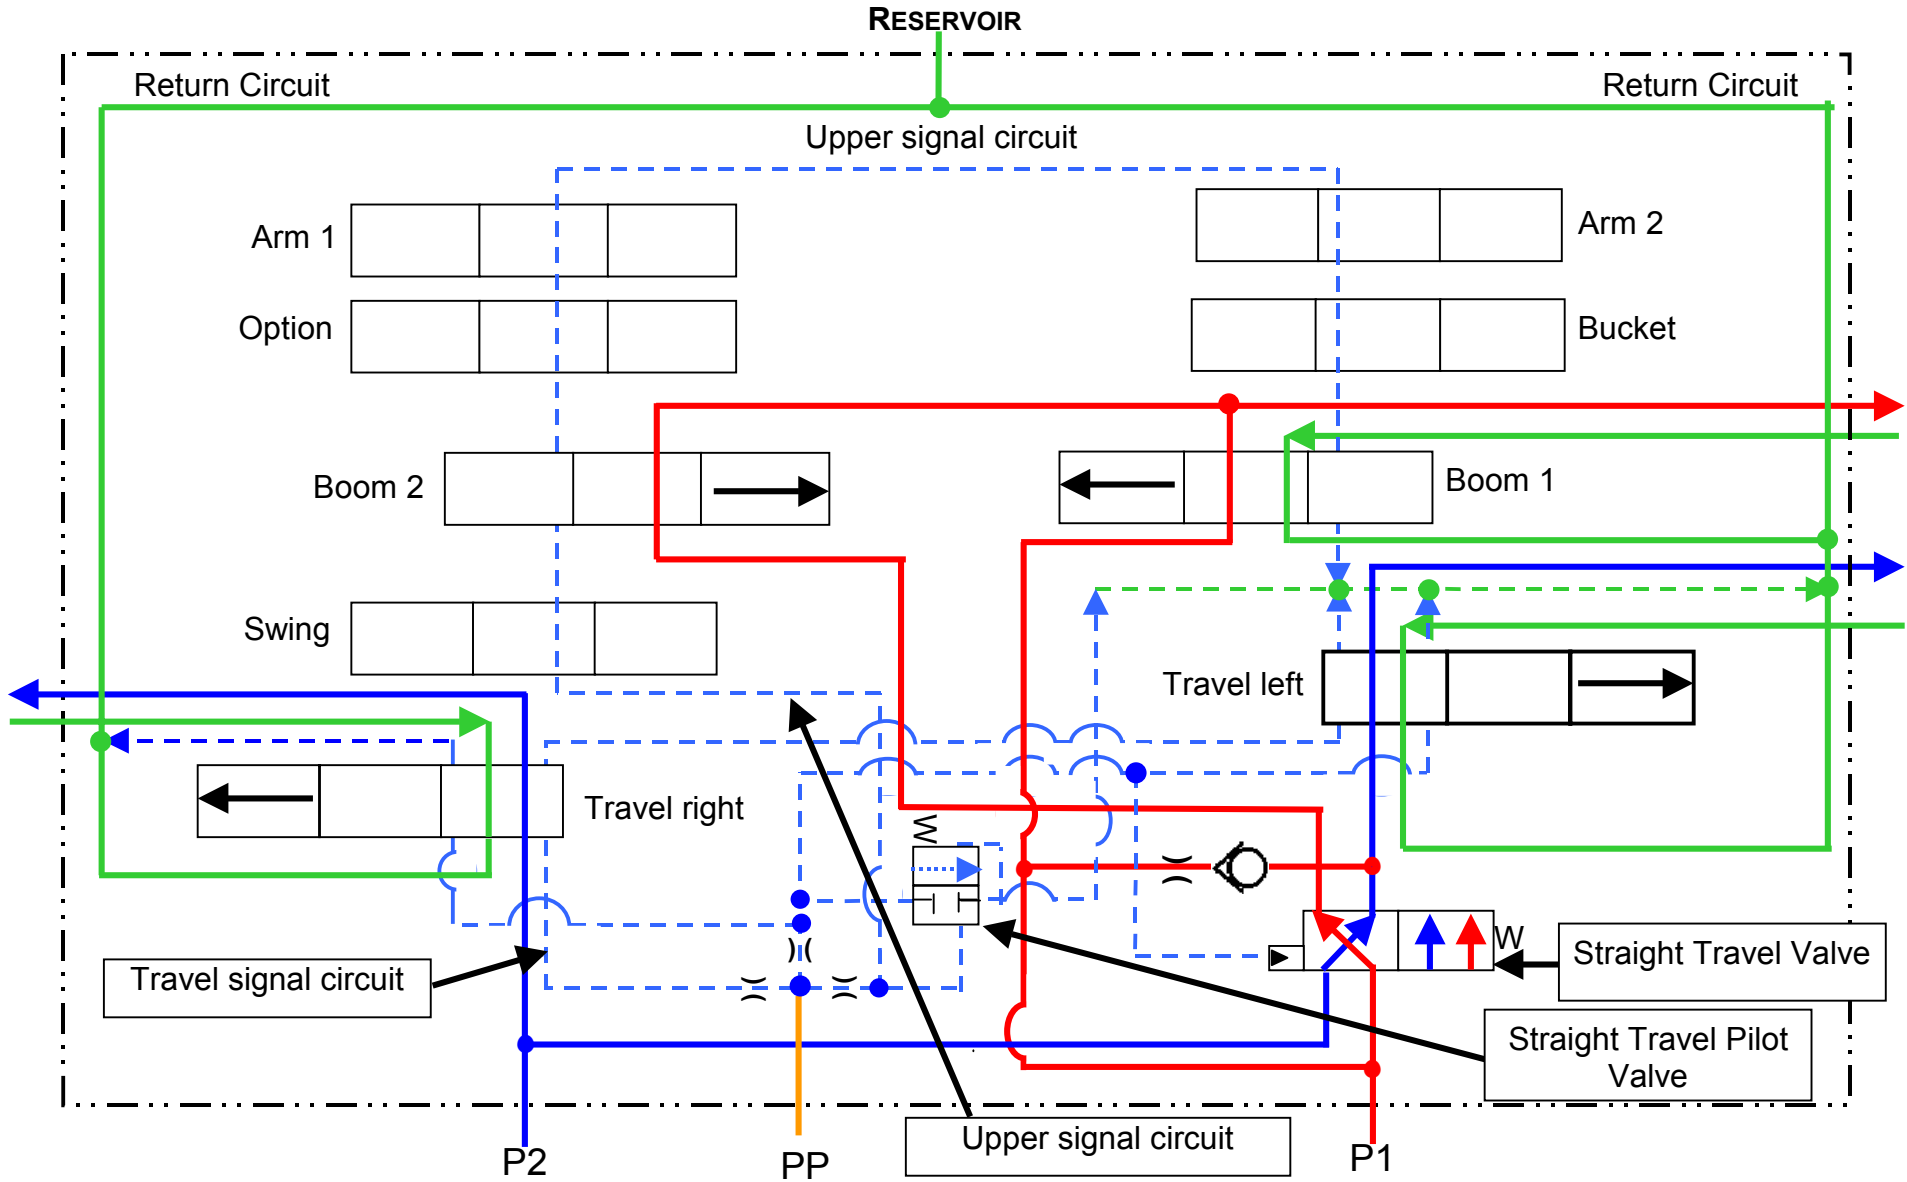 RESERVOIR
Return Circuit
Return Circuit
Upper signal circuit
Arm 1
Arm 2
Option
Bucket
Boom 2
Boom 1
Swing
Travel left
Travel right
W
Travel signal circuit
W
Straight Travel Valve
Straight Travel Pilot
Valve
Upper signal circuit
P2
PP
P1